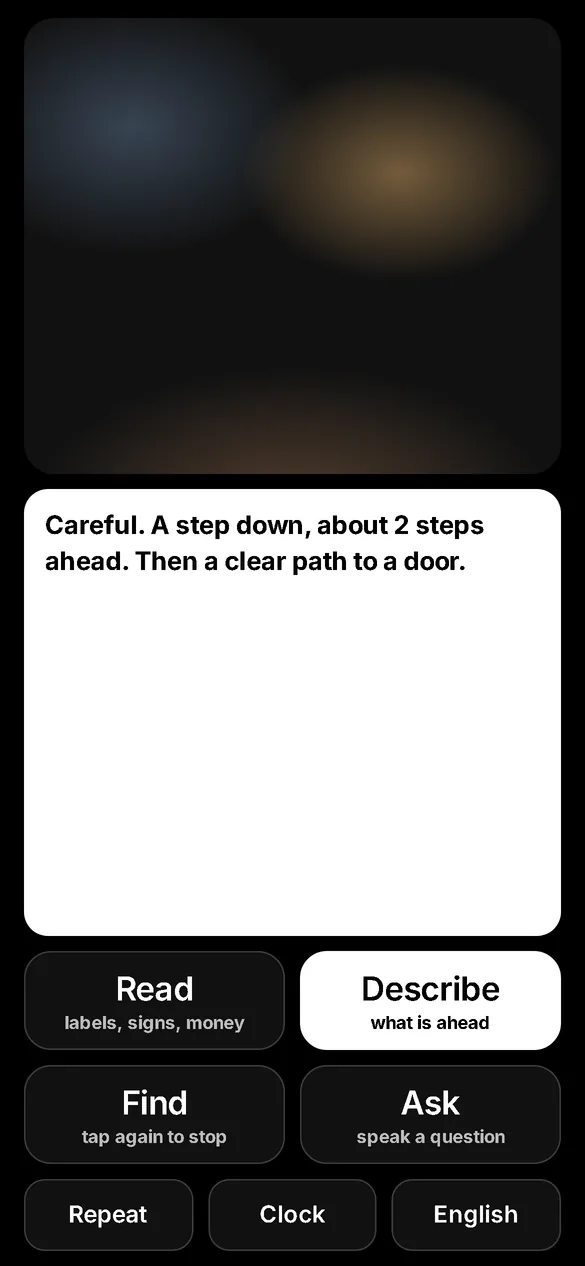 Careful. A step down, about 2 steps
ahead. Then a clear path to a door.
Read
labels, signs, money
Describe
what is ahead
Find
tap again to stop
Ask
speak a question
Repeat
Clock
English